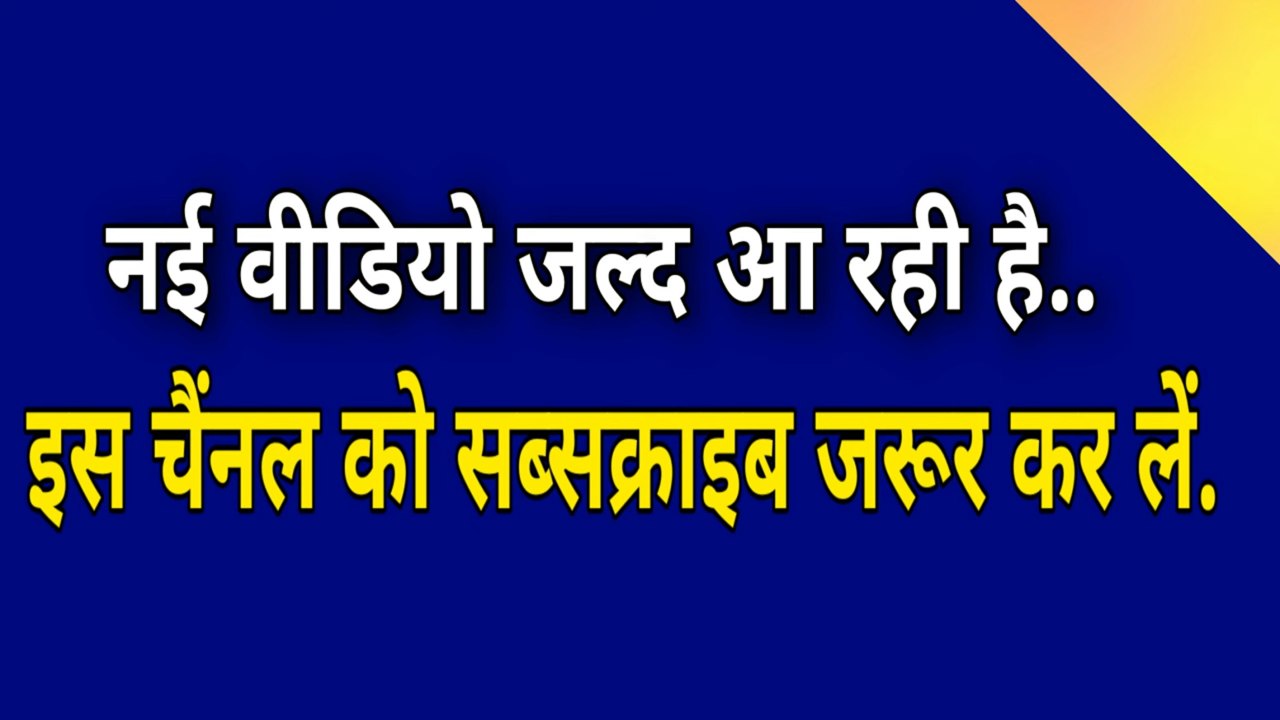 नई वीडियो जल्द आ रही है..
इस चैंनल को सब्सक्राइब जरूर कर लें.